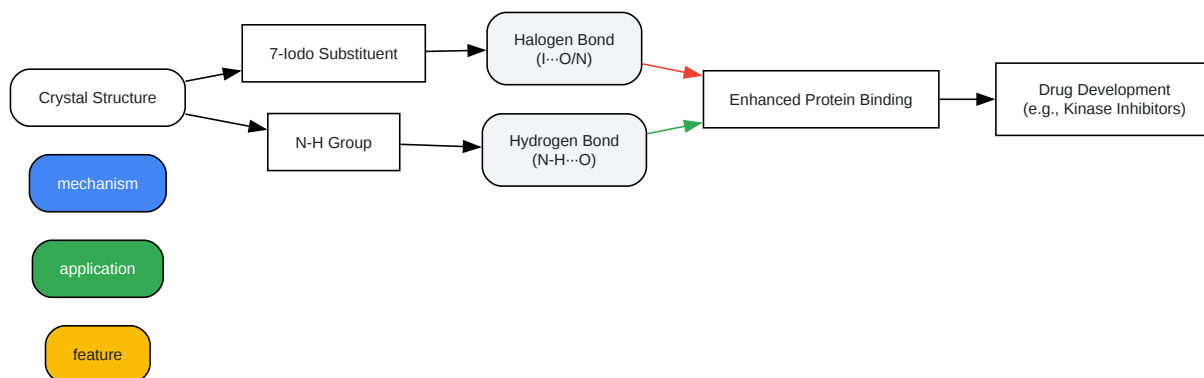 Crystal Structure
7-Iodo Substituent
N-H Group
Halogen Bond
(I···O/N)
Hydrogen Bond
(N-H···O)
Enhanced Protein Binding
Drug Development
(e.g., Kinase Inhibitors)
mechanism
application
feature